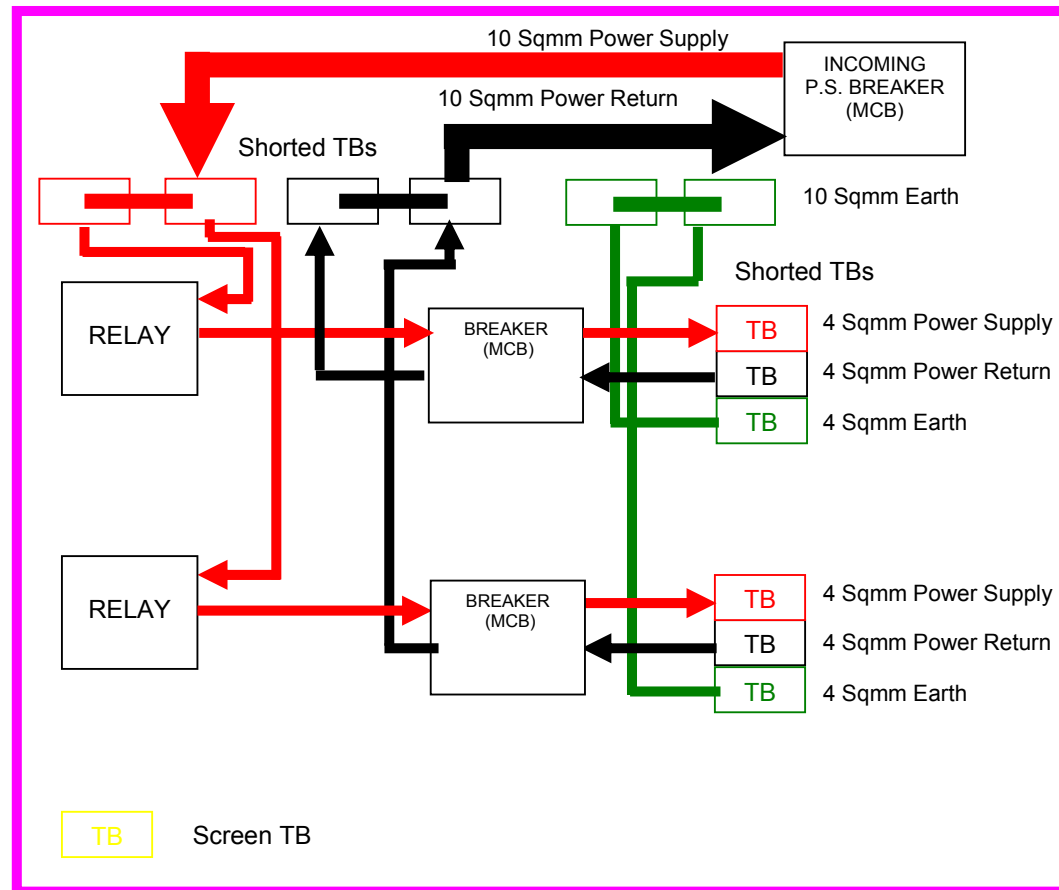 10 Sqmm Power Supply
INCOMING
P.S. BREAKER
(MCB)
10 Sqmm Power Return
Shorted TBs
10 Sqmm Earth
Shorted TBs
RELAY
BREAKER
(MCB)
TB
4 Sqmm Power Supply
TB
4 Sqmm Power Return
TB
4 Sqmm Earth
RELAY
BREAKER
(MCB)
TB
4 Sqmm Power Supply
TB
4 Sqmm Power Return
TB
4 Sqmm Earth
TB
Screen TB